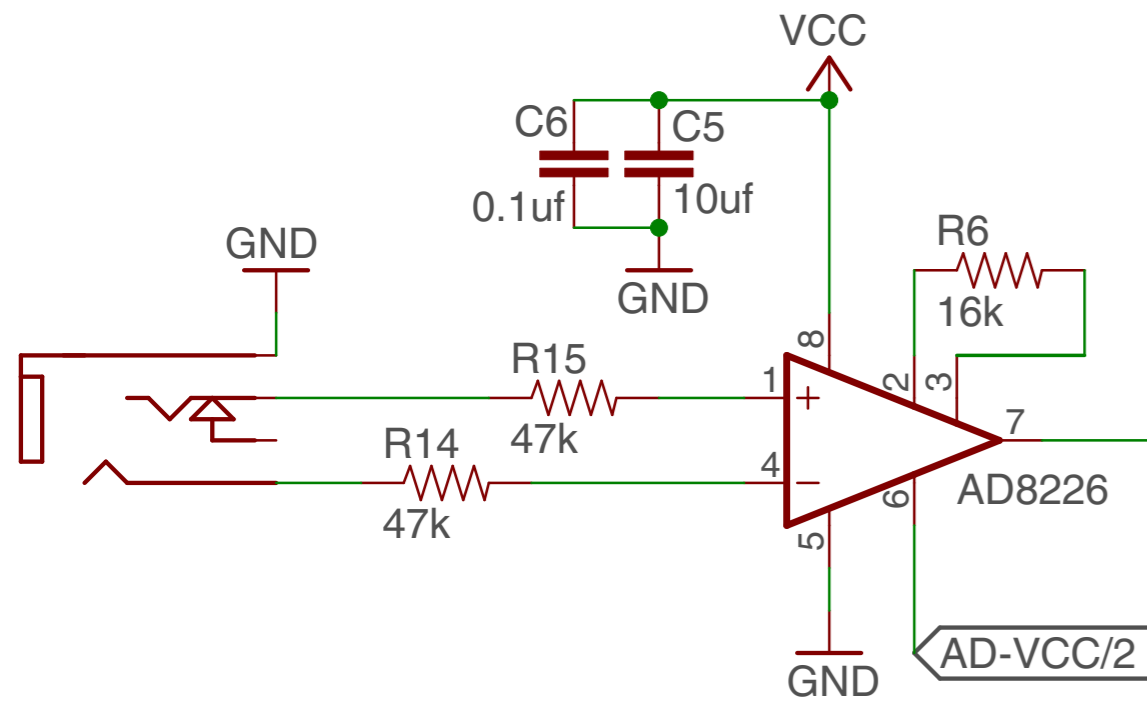 VCC
C6
C5
0.1uf
10uf
GND
GND
R6
16k
8
R15
1
+
2
3
47k
7
R14
4
−
47k
6
AD8226
5
AD-VCC/2
GND